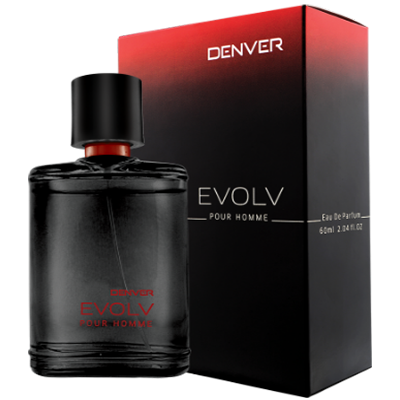 DENVER
EVOLV
POUR HOMME
Eau De Parfum
60ml 2.04 fl.OZ
DENVER
EVOLV
POUR HOMME